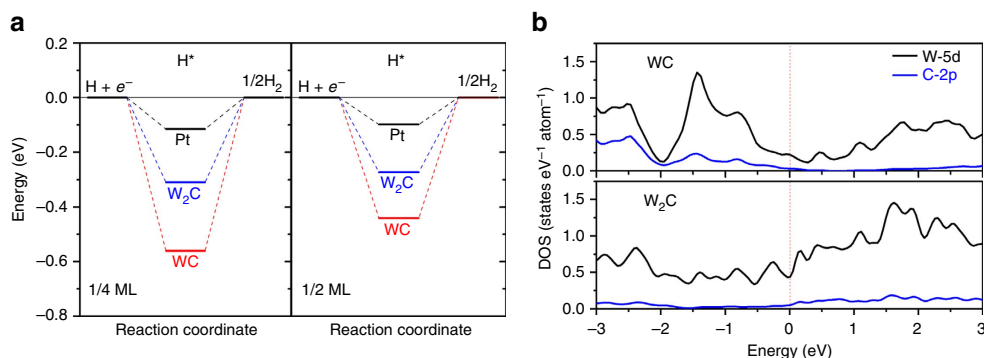 a
0.2
0.0
−0.2
−0.4
−0.6
−0.8
Energy (eV)
H*
H + e−
1/2H2
Pt
W2C
WC
1/4 ML
Reaction coordinate
H*
H + e−
1/2H2
Pt
W2C
WC
1/2 ML
Reaction coordinate
b
DOS (states eV−1 atom−1)
1.5
1.0
0.5
0.0
WC
W-5d
C-2p
1.5
1.0
0.5
0.0
W2C
−3
−2
−1
0
1
2
3
Energy (eV)